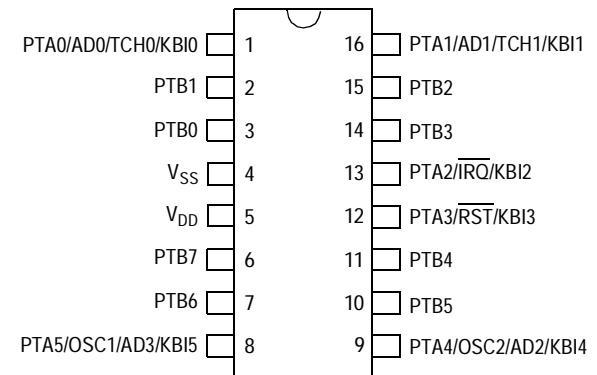 PTA0/AD0/TCH0/KBI0 1 16 PTA1/AD1/TCH1/KBI1
PTB1 2 15 PTB2
PTB0 3 14 PTB3
VSS 4 13 PTA2/IRQ/KBI2
VDD 5 12 PTA3/RST/KBI3
PTB7 6 11 PTB4
PTB6 7 10 PTB5
PTA5/OSC1/AD3/KBI5 8 9 PTA4/OSC2/AD2/KBI4